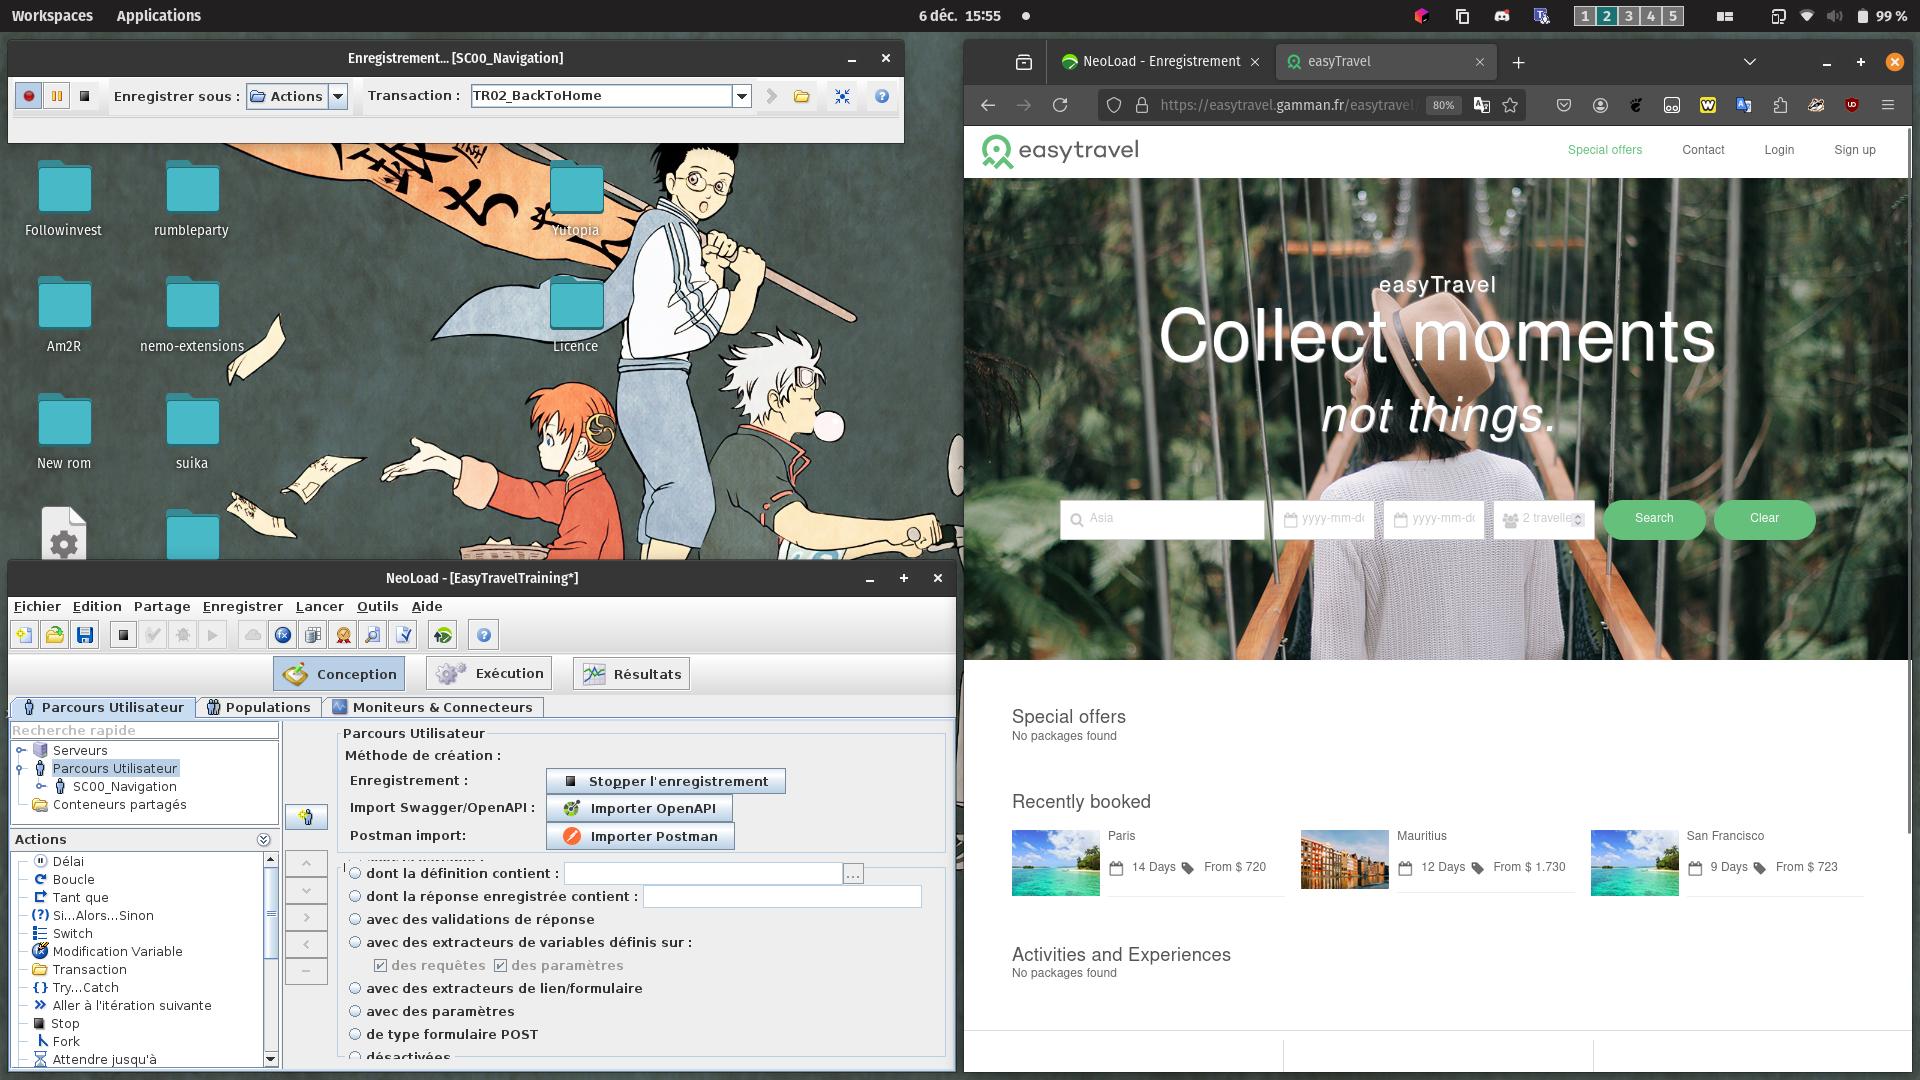 Workspaces Applications
6 déc. 15:55
1 2 3 4 5
99 %
Enregistrement... [SC00_Navigation]
Enregistrer sous : Actions Transaction : TR02_BackToHome
Followinvest
rumbleparty
Yutopia
Am2R
nemo-extensions
Licence
New rom
suika
NeoLoad - [EasyTravelTraining*]
Fichier Edition Partage Enregistrer Lancer Outils Aide
Conception Exécution Résultats
Parcours Utilisateur Populations Moniteurs & Connecteurs
Recherche rapide
Serveurs
Parcours Utilisateur
SC00_Navigation
Conteneurs partagés
Actions
Délai
Boucle
Tant que
Si...Alors...Sinon
Switch
Modification Variable
Transaction
Try...Catch
Aller à l'itération suivante
Stop
Fork
Attendre jusqu'à
Parcours Utilisateur
Méthode de création :
Enregistrement : Stopper l'enregistrement
Import Swagger/OpenAPI : Importer OpenAPI
Postman import: Importer Postman
dont la définition contient : ...
dont la réponse enregistrée contient :
avec des validations de réponse
avec des extracteurs de variables définis sur :
des requêtes des paramètres
avec des extracteurs de lien/formulaire
avec des paramètres
de type formulaire POST
désactivées
NeoLoad - Enregistrement
easyTravel
https://easytravel.gamman.fr/easytravel/
80%
easytravel
Special offers Contact Login Sign up
easyTravel
Collect moments
not things.
Asia yyyy-mm-dd yyyy-mm-dd 2 travelle Search Clear
Special offers
No packages found
Recently booked
Paris
14 Days From $ 720
Mauritius
12 Days From $ 1.730
San Francisco
9 Days From $ 723
Activities and Experiences
No packages found